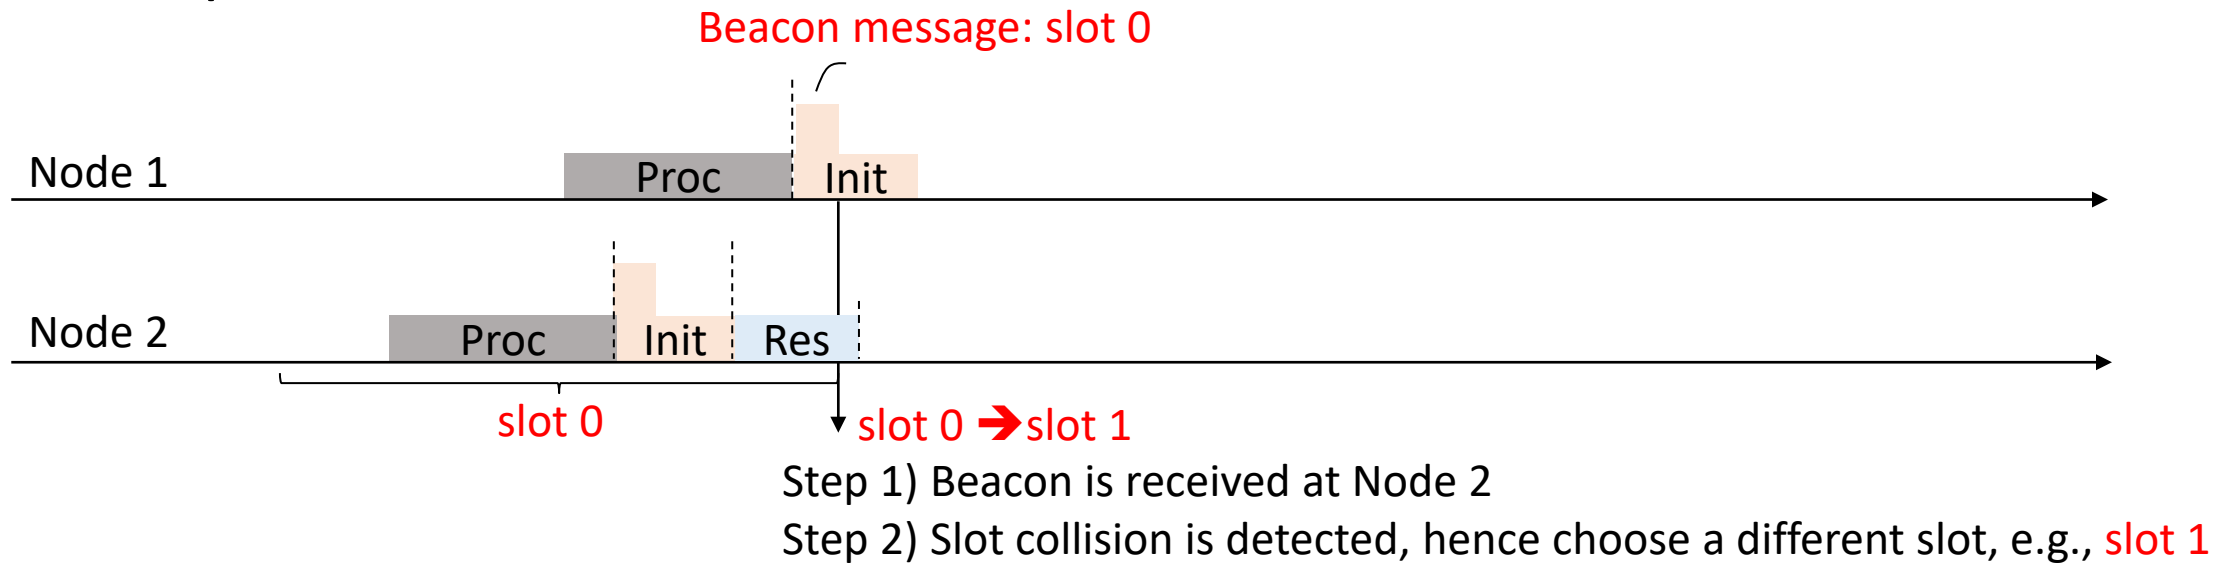 Beacon message: slot 0
Node 1
Proc
Init
Node 2
Proc
Init
Res
slot 0
slot 0 ➔ slot 1
Step 1) Beacon is received at Node 2
Step 2) Slot collision is detected, hence choose a different slot, e.g., slot 1